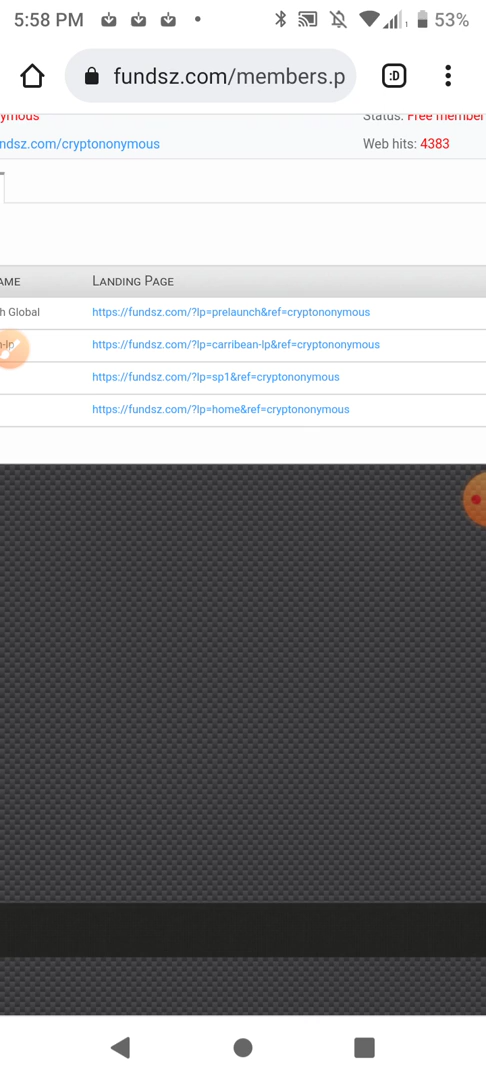 5:58 PM 53%
fundsz.com/members.p :D
ymous Status: Free member
ndsz.com/cryptononymous Web hits: 4383
AME LANDING PAGE
h Global https://fundsz.com/?lp=prelaunch&ref=cryptononymous
n-lp https://fundsz.com/?lp=carribean-lp&ref=cryptononymous
https://fundsz.com/?lp=sp1&ref=cryptononymous
https://fundsz.com/?lp=home&ref=cryptononymous